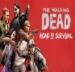 THE WALKING
DEAD
ROAD TO SURVIVAL